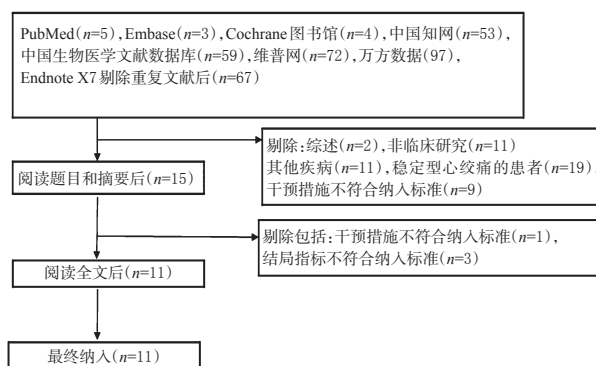 PubMed(n=5),Embase(n=3),Cochrane图书馆(n=4),中国知网(n=53),
中国生物医学文献数据库(n=59),维普网(n=72),万方数据(97),
Endnote X7剔除重复文献后(n=67)
剔除:综述(n=2),非临床研究(n=11)
其他疾病(n=11),稳定型心绞痛的患者(n=19)
干预措施不符合纳入标准(n=9)
阅读题目和摘要后(n=15)
剔除包括:干预措施不符合纳入标准(n=1),
结局指标不符合纳入标准(n=3)
阅读全文后(n=11)
最终纳入(n=11)